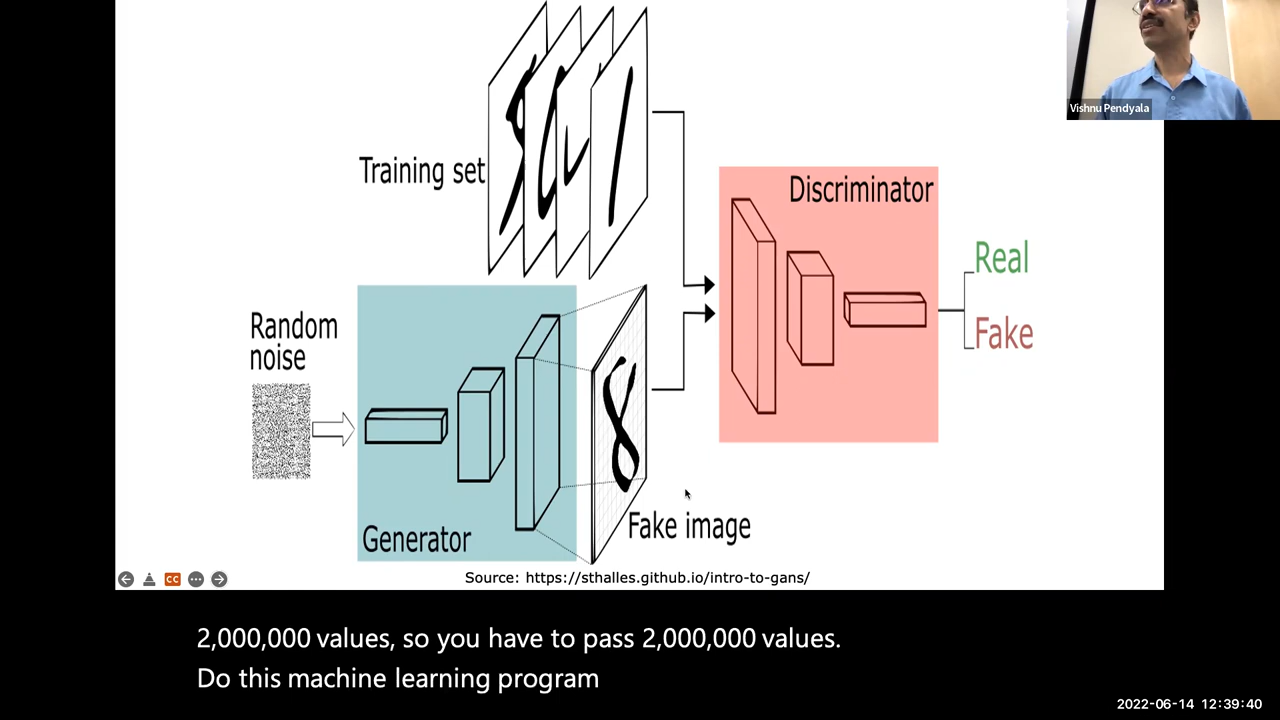 Vishnu Pendyala
Training set
Discriminator
Real
Fake
Random
noise
Generator
Fake image
CC
Source: https://sthalles.github.io/intro-to-gans/
2,000,000 values, so you have to pass 2,000,000 values.
Do this machine learning program
2022-06-14 12:39:40